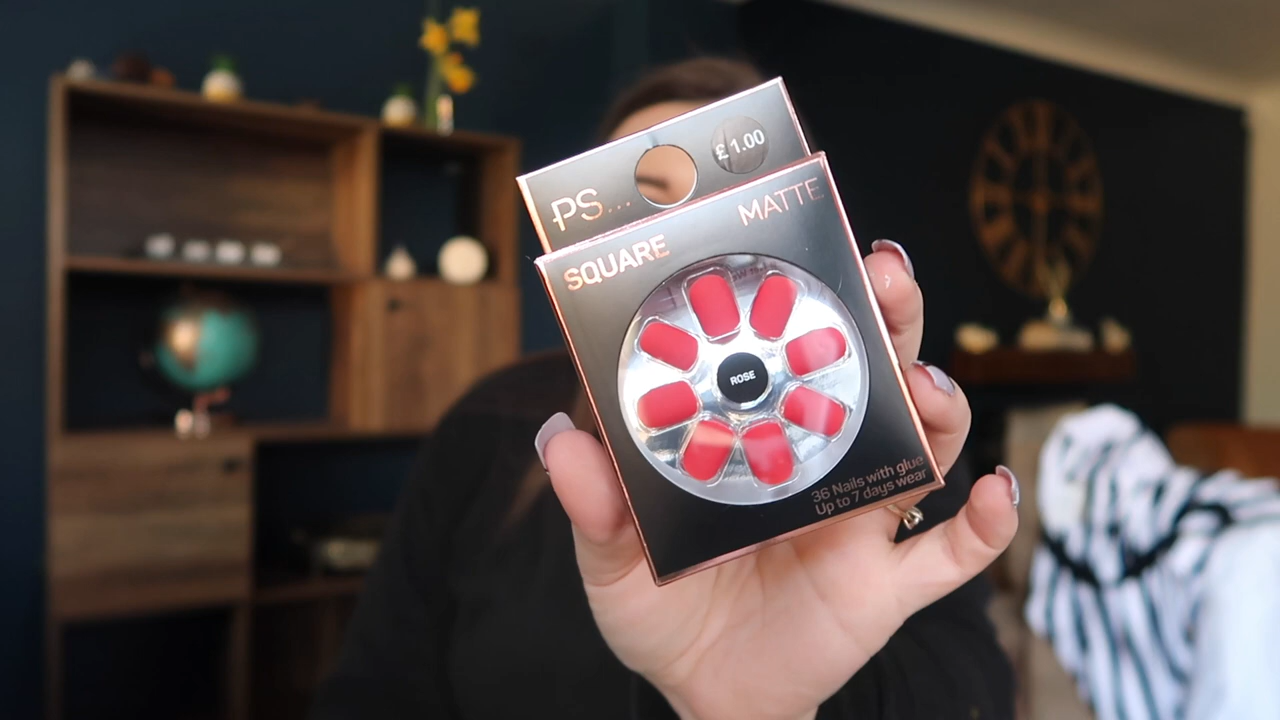 PS...
£1.00
SQUARE
MATTE
ROSE
36 Nails with glue
Up to 7 days wear